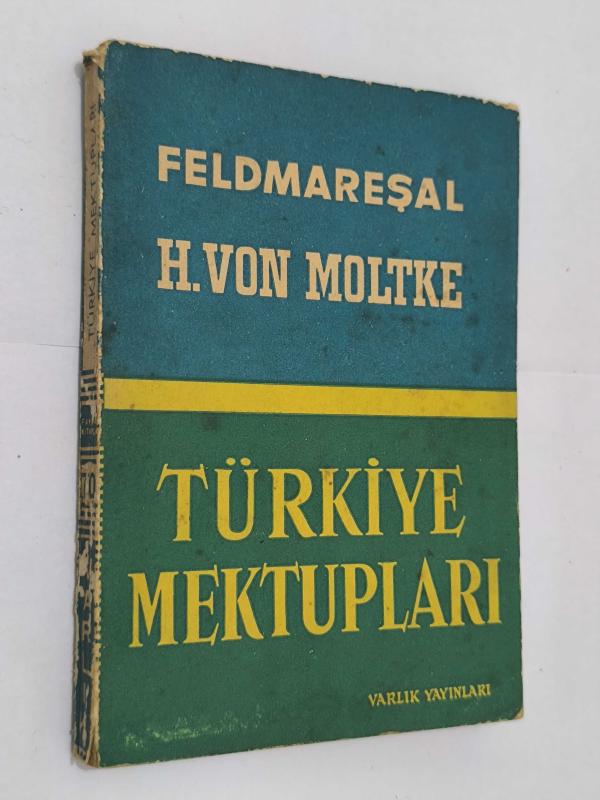 FELDMAREŞAL
H. VON MOLTKE
TÜRKİYE
MEKTUPLARI
VARLIK YAYINLARI
TÜRKİYE MEKTUPLARI